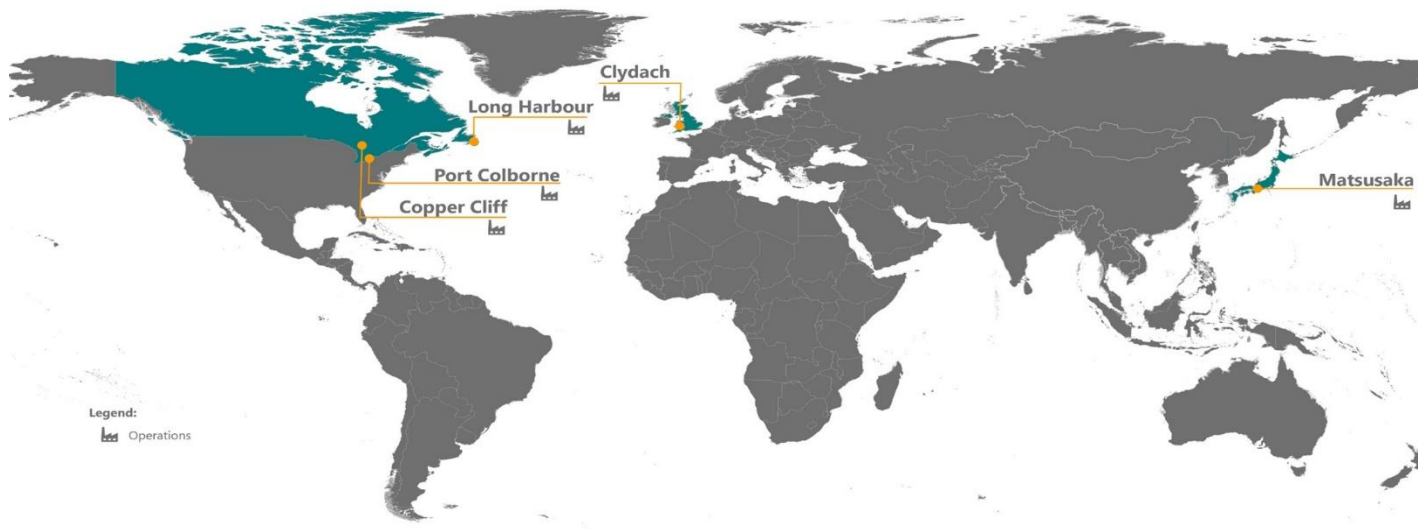 Clydach
Long Harbour
Port Colborne
Matsusaka
Copper Cliff
Legend:
Operations